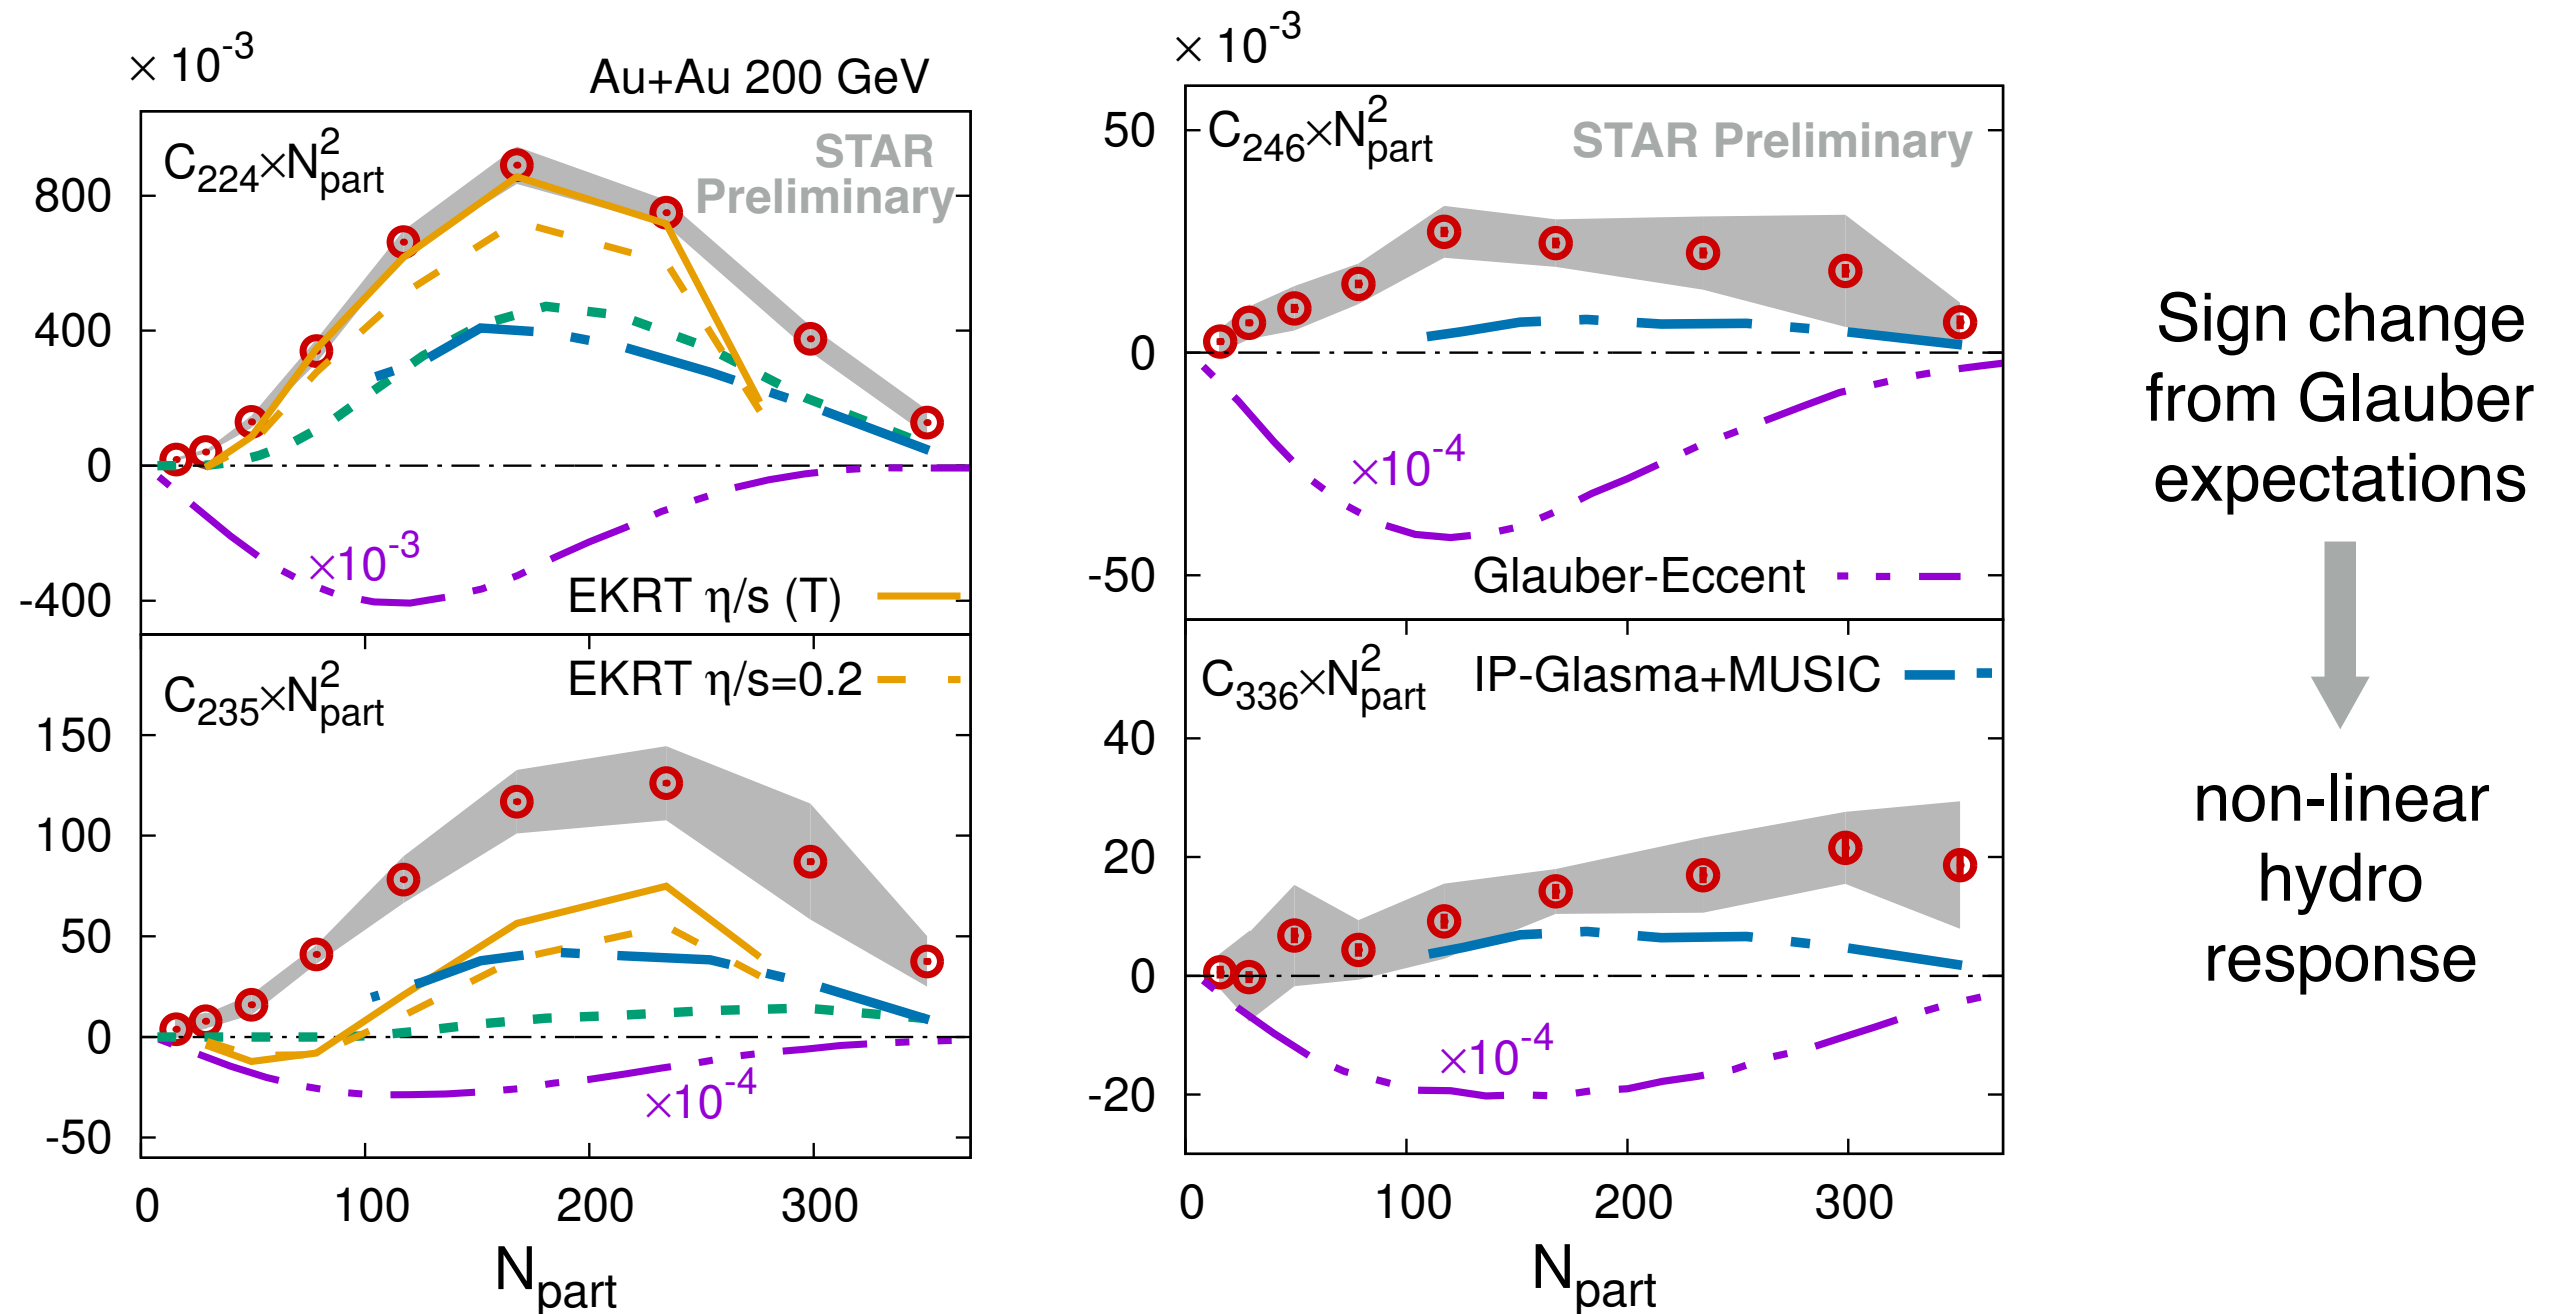 × 10⁻³
Au+Au 200 GeV
C₂₂₄×N²part
STAR
Preliminary
800
400
0
-400
×10⁻³
EKRT η/s (T)
C₂₃₅×N²part
EKRT η/s=0.2
150
100
50
0
-50
×10⁻⁴
0 100 200 300
Npart
× 10⁻³
C₂₄₆×N²part
STAR Preliminary
50
0
-50
×10⁻⁴
Glauber-Eccent
C₃₃₆×N²part
IP-Glasma+MUSIC
40
20
0
-20
×10⁻⁴
0 100 200 300
Npart
Sign change
from Glauber
expectations
non-linear
hydro
response